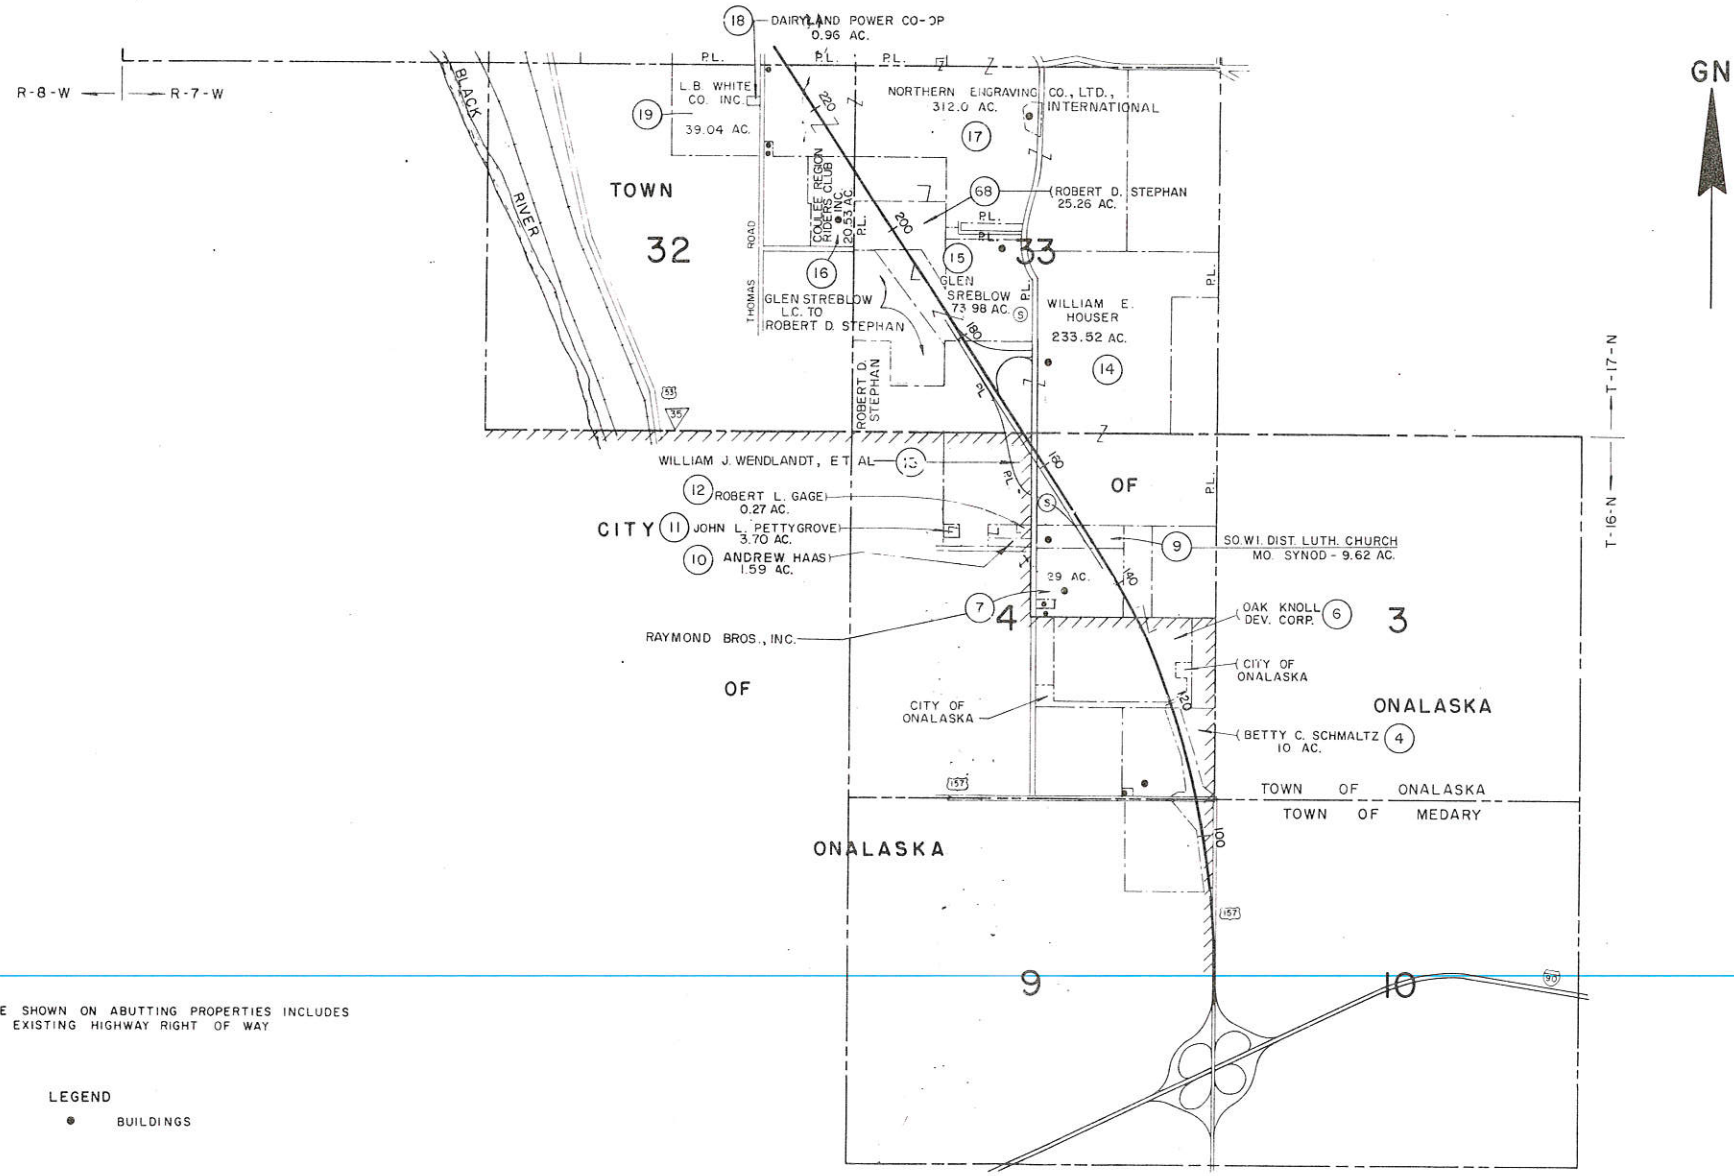 18 DAIRYLAND POWER CO-OP
0.96 AC.
P.L. P.L. P.L.
GN
R-8-W R-7-W
BLACK
RIVER
L.B. WHITE
CO. INC.
19
39.04 AC.
220
NORTHERN ENGRAVING CO., LTD.,
312.0 AC. INTERNATIONAL
17
TOWN
32
THOMAS ROAD
COULEE REGION
RIDERS CLUB
INC.
20.53 AC.
P.L.
16
200
68 ROBERT D. STEPHAN
25.26 AC.
P.L.
P.L.
33
15
GLEN
SREBLOW
73.98 AC.
S
P.L.
P.L.
GLEN STREBLOW
L.C. TO
ROBERT D. STEPHAN
180
WILLIAM E.
HOUSER
233.52 AC.
14
T-17-N
T-16-N
53
35
ROBERT D.
STEPHAN
P.L.
WILLIAM J. WENDLANDT, ET AL 13
P.L.
160
OF
P.L.
12 ROBERT L. GAGE
0.27 AC.
S
CITY
11 JOHN L. PETTYGROVE
3.70 AC.
10 ANDREW HAAS
1.59 AC.
9 SO. WI. DIST. LUTH. CHURCH
MO. SYNOD - 9.62 AC.
29 AC.
140
7
4
RAYMOND BROS., INC.
OAK KNOLL
DEV. CORP. 6
3
CITY OF
ONALASKA
OF
120
CITY OF
ONALASKA
ONALASKA
BETTY C. SCHMALTZ 4
10 AC.
157
TOWN OF ONALASKA
TOWN OF MEDARY
100
ONALASKA
157
9
10
90
E SHOWN ON ABUTTING PROPERTIES INCLUDES
EXISTING HIGHWAY RIGHT OF WAY
LEGEND
BUILDINGS